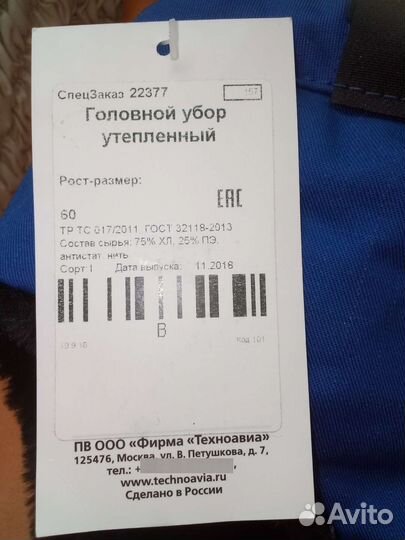 СпецЗаказ 22377
157
Головной убор
утепленный
Рост-размер:
EAC
60
ТР ТС 017/2011, ГОСТ 32118-2013
Состав сырья: 75% ХЛ, 25% ПЭ,
антистат. нить
Сорт 1 Дата выпуска: 11.2018
В
Код 101
ПВ ООО «Фирма «Техноавиа»
125476, Москва, ул. В. Петушкова, д. 7,
тел.: +
www.technoavia.ru
Сделано в России
Avito